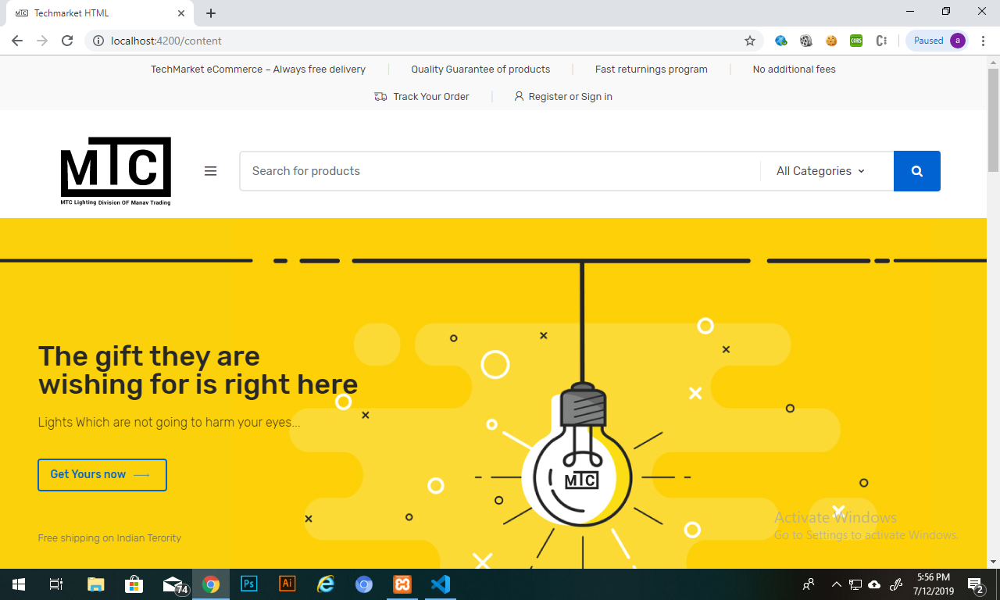 MTC Techmarket HTML
localhost:4200/content
CORS
C
Paused a
TechMarket eCommerce – Always free delivery Quality Guarantee of products Fast returnings program No additional fees
Track Your Order Register or Sign in
MTC
MTC Lighting Division OF Manav Trading
Search for products All Categories
The gift they are
wishing for is right here
Lights Which are not going to harm your eyes...
Get Yours now
MTC
Free shipping on Indian Terority
Activate Windows
Go to Settings to activate Windows.
74
Ps
Ai
5:56 PM
7/12/2019
2